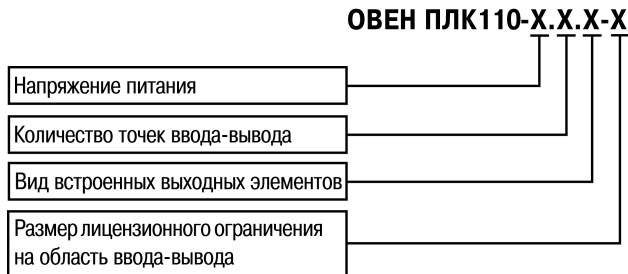 ОВЕН ПЛК110-Х.Х.Х-Х
Напряжение питания
Количество точек ввода-вывода
Вид встроенных выходных элементов
Размер лицензионного ограничения
на область ввода-вывода